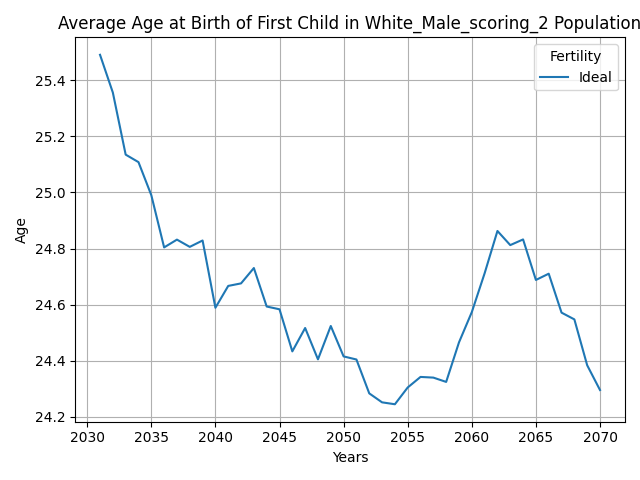 Average Age at Birth of First Child in White_Male_scoring_2 Population
Fertility
Ideal
25.4
25.2
25.0
24.8
24.6
24.4
24.2
Age
2030 2035 2040 2045 2050 2055 2060 2065 2070
Years